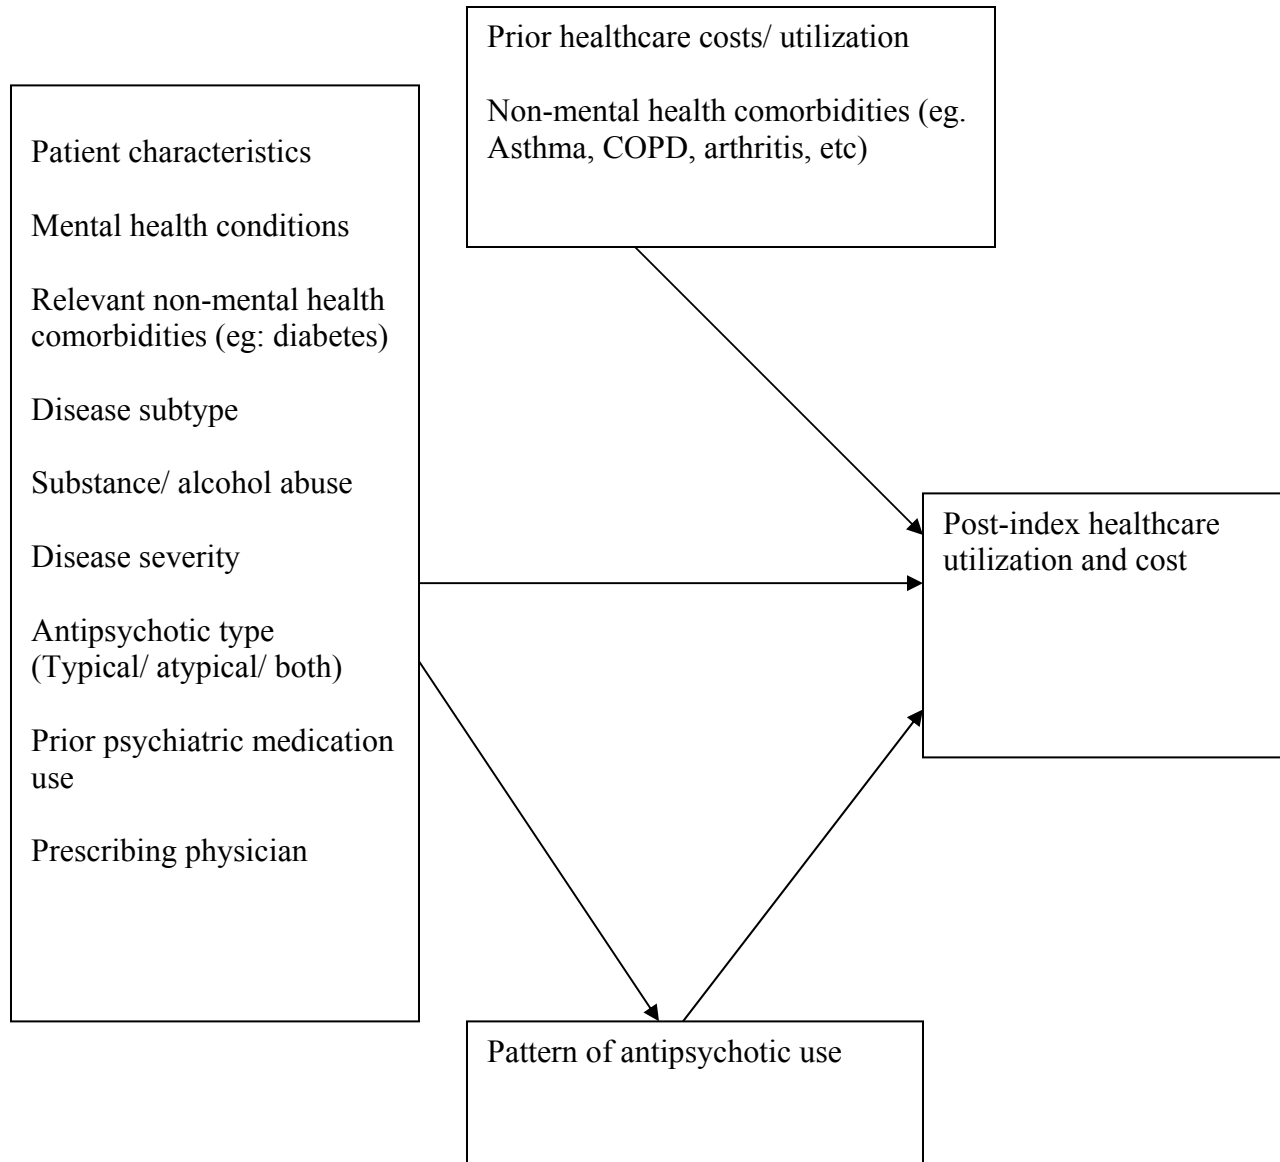 Prior healthcare costs/ utilization
Non-mental health comorbidities (eg.
Asthma, COPD, arthritis, etc)
Patient characteristics
Mental health conditions
Relevant non-mental health
comorbidities (eg: diabetes)
Disease subtype
Substance/ alcohol abuse
Disease severity
Antipsychotic type
(Typical/ atypical/ both)
Prior psychiatric medication
use
Prescribing physician
Post-index healthcare
utilization and cost
Pattern of antipsychotic use